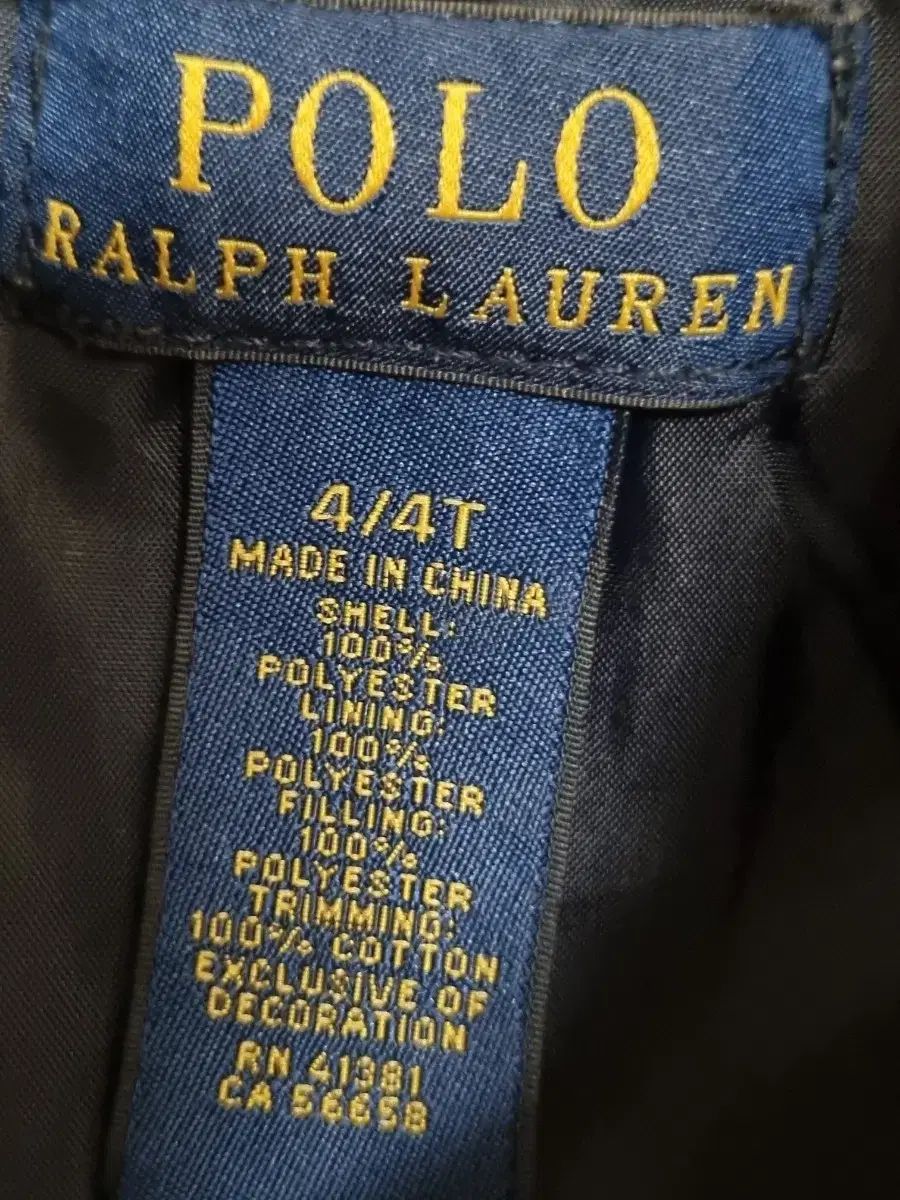 POLO
RALPH LAUREN
4/4T
MADE IN CHINA
SHELL:
100%
POLYESTER
LINING:
100%
POLYESTER
FILLING:
100%
POLYESTER
TRIMMING:
100% COTTON
EXCLUSIVE OF
DECORATION
RN 41381
CA 56658